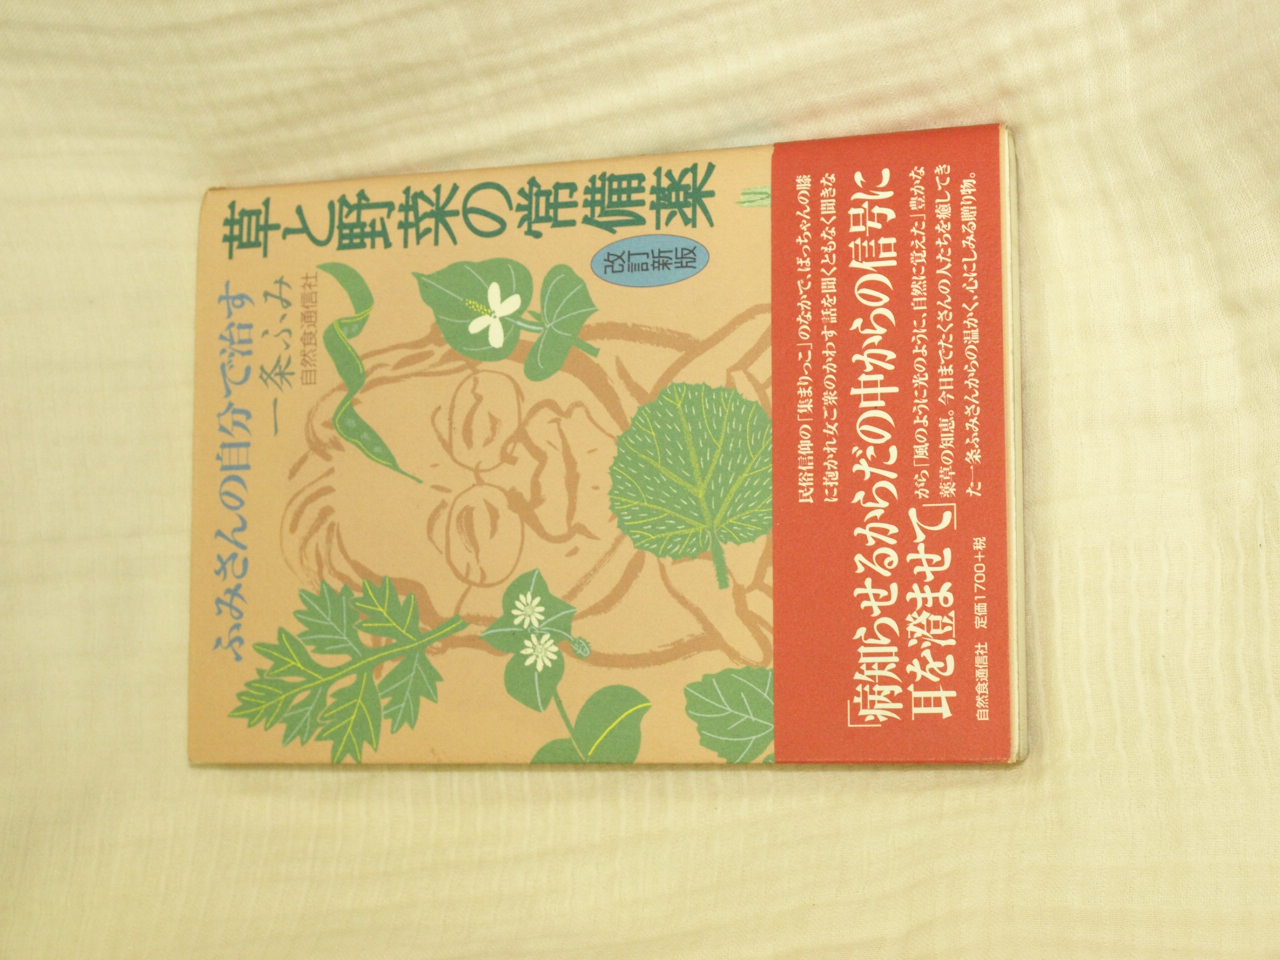 ふみさんの自分で治す
草と野菜の常備薬
一条ふみ
自然食通信社
改訂新版
「病知らせるからだの中からの信号に
耳を澄ませて」
民俗信仰の「集まりっこ」のなかで、ばっちゃんの膝
に抱かれ女ご衆のかわす話を聞くともなく聞きな
がら「風のように光のように、自然に覚えた」豊かな
薬草の知恵。今日までたくさんの人たちを癒してき
た一条ふみさんからの温かく、心にしみる贈り物。
自然食通信社 定価1700+税